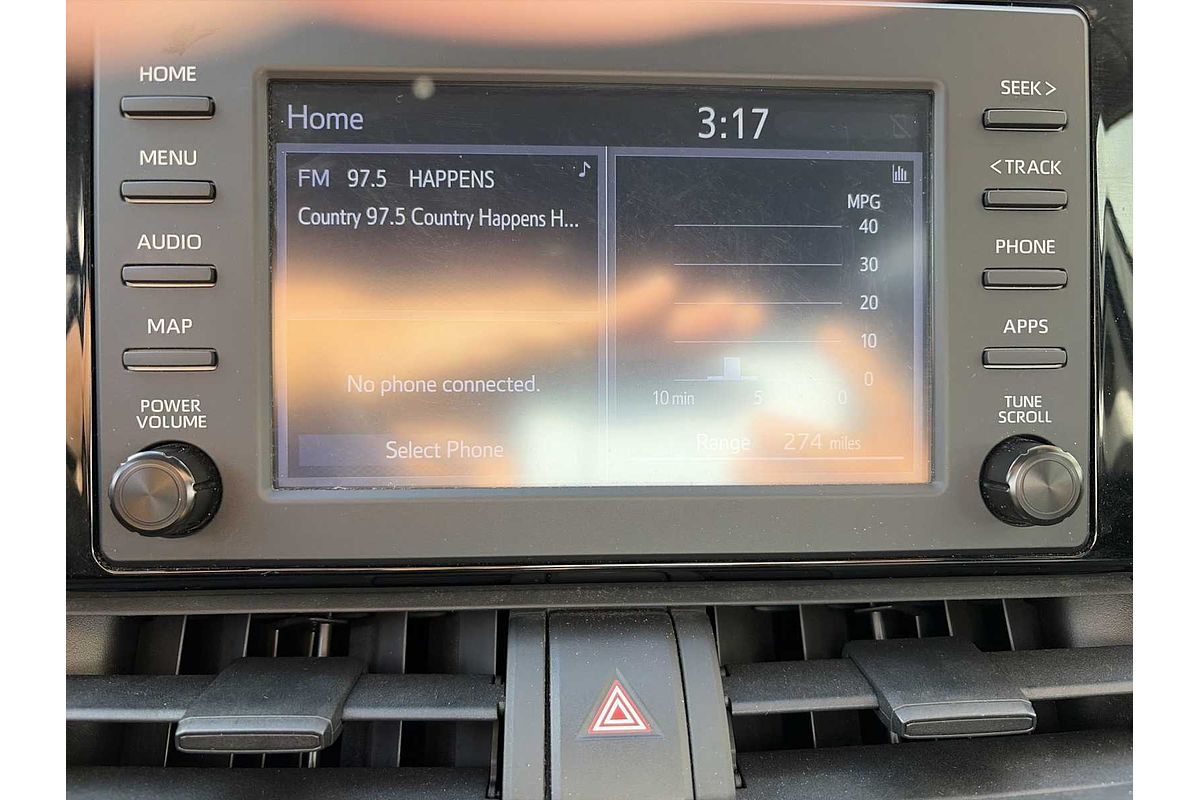 HOME
MENU
AUDIO
MAP
POWER
VOLUME
Home
3:17
FM 97.5 HAPPENS
Country 97.5 Country Happens H...
No phone connected.
Select Phone
MPG
40
30
20
10
0
10 min 5 0
Range 274 miles
SEEK >
< TRACK
PHONE
APPS
TUNE
SCROLL